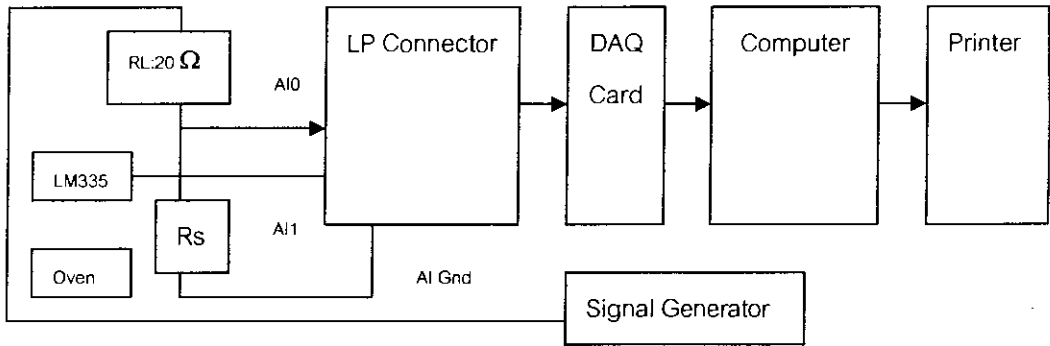 RL:20 Ω
AI0
LP Connector
DAQ
Card
Computer
Printer
LM335
Rs
AI1
Oven
AI Gnd
Signal Generator